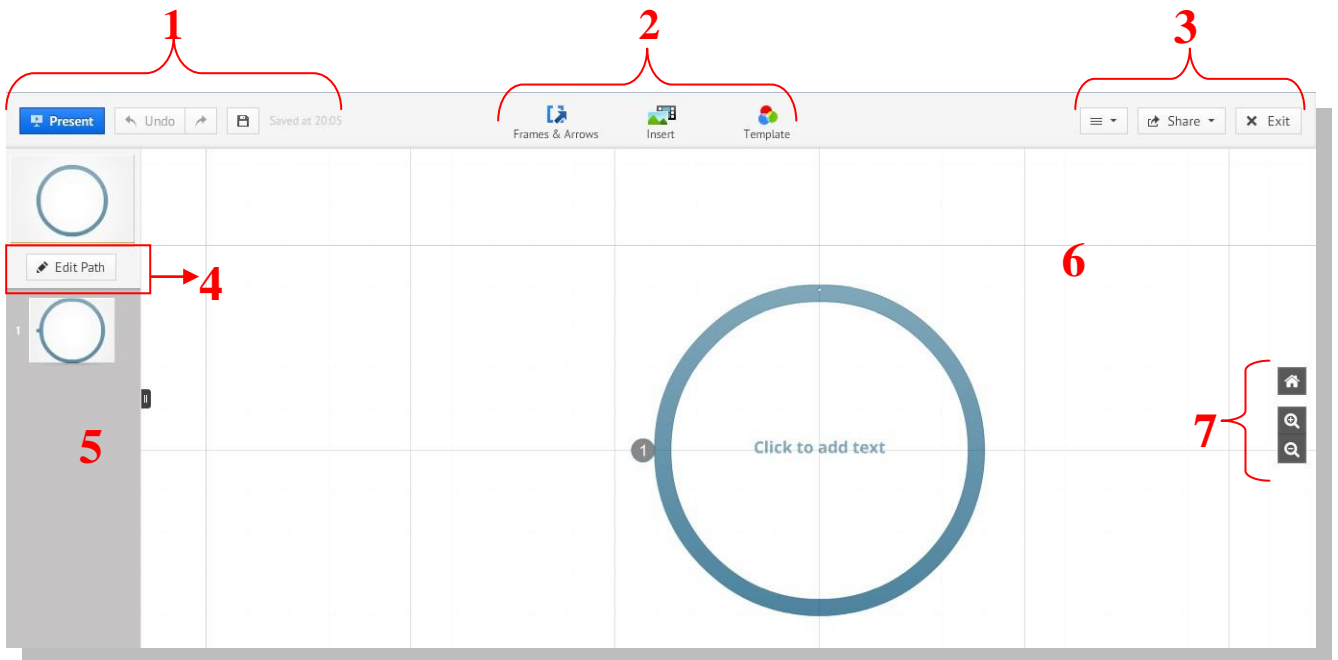 1 2 3
Present Undo Saved at 20:05 Frames & Arrows Insert Template Share Exit
Edit Path 4
6
1
5
1 Click to add text
7